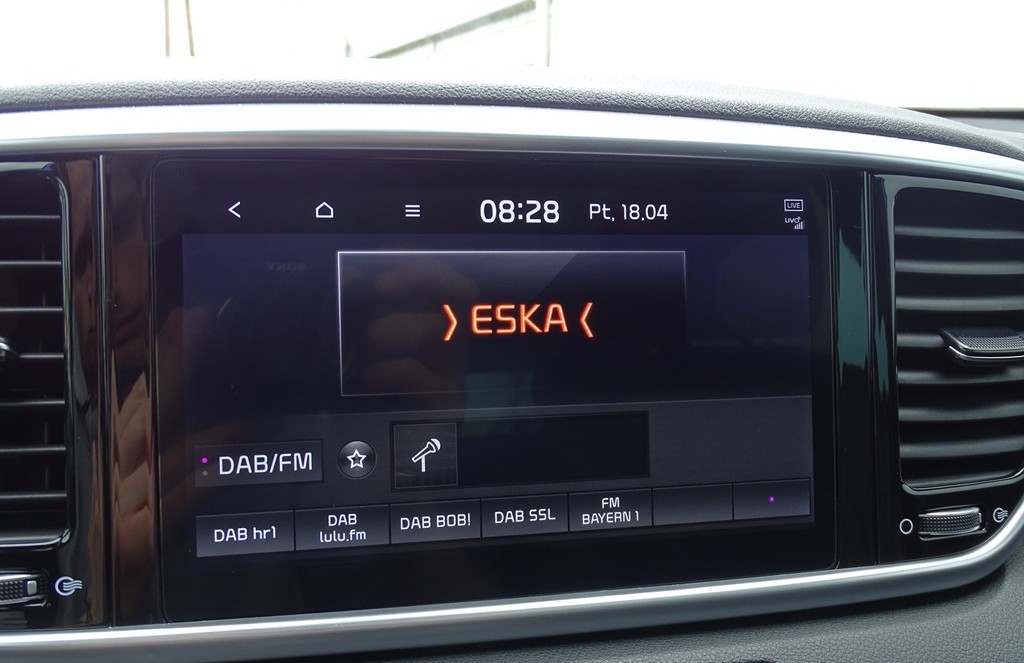 08:28 Pt, 18.04 LIVE
UVO
〉ESKA〈
DAB/FM
DAB hr1
DAB
lulu.fm
DAB BOB!
DAB SSL
FM
BAYERN 1